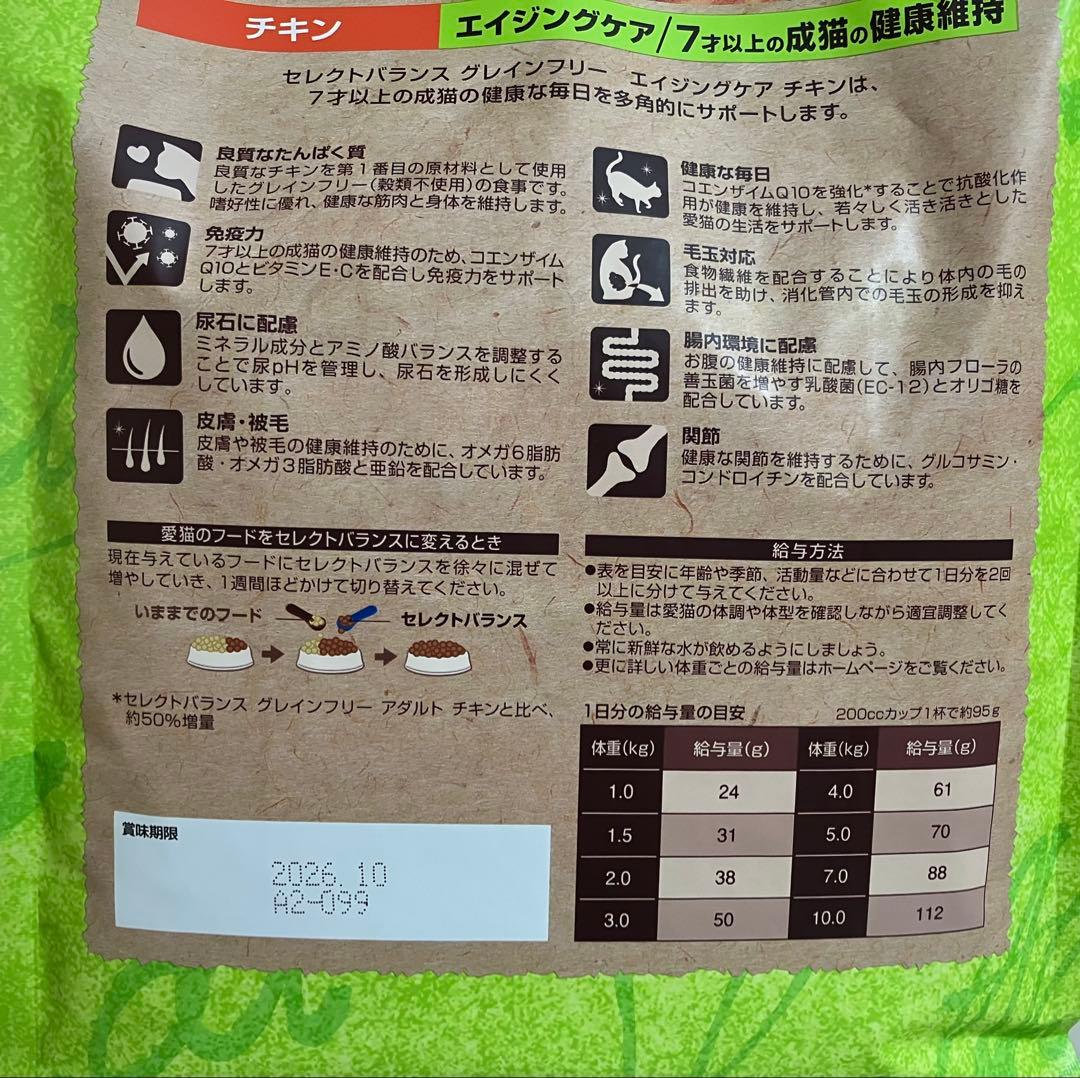 チキン
エイジングケア/7才以上の成猫の健康維持
セレクトバランス グレインフリー エイジングケア チキンは、
7才以上の成猫の健康な毎日を多角的にサポートします。
良質なたんぱく質
良質なチキンを第1番目の原材料として使用
したグレインフリー(穀類不使用)の食事です。
嗜好性に優れ、健康な筋肉と身体を維持します。
免疫力
7才以上の成猫の健康維持のため、コエンザイム
Q10とビタミンE・Cを配合し免疫力をサポート
します。
尿石に配慮
ミネラル成分とアミノ酸バランスを調整する
ことで尿pHを管理し、尿石を形成しにくく
しています。
皮膚・被毛
皮膚や被毛の健康維持のために、オメガ6脂肪
酸・オメガ3脂肪酸と亜鉛を配合しています。
健康な毎日
コエンザイムQ10を強化*することで抗酸化作
用が健康を維持し、若々しく活き活きとした
愛猫の生活をサポートします。
毛玉対応
食物繊維を配合することにより体内の毛の
排出を助け、消化管内での毛玉の形成を抑え
ます。
腸内環境に配慮
お腹の健康維持に配慮して、腸内フローラの
善玉菌を増やす乳酸菌(EC-12)とオリゴ糖を
配合しています。
関節
健康な関節を維持するために、グルコサミン・
コンドロイチンを配合しています。
愛猫のフードをセレクトバランスに変えるとき
現在与えているフードにセレクトバランスを徐々に混ぜて
増やしていき、1週間ほどかけて切り替えてください。
いままでのフード セレクトバランス
*セレクトバランス グレインフリー アダルト チキンと比べ、
約50%増量
賞味期限
2026.10
A2-099
給与方法
●表を目安に年齢や季節、活動量などに合わせて1日分を2回
以上に分けて与えてください。
●給与量は愛猫の体調や体型を確認しながら適宜調整してく
ださい。
●常に新鮮な水が飲めるようにしましょう。
●更に詳しい体重ごとの給与量はホームページをご覧ください。
1日分の給与量の目安 200ccカップ1杯で約95g
体重(kg) 給与量(g) 体重(kg) 給与量(g)
1.0 24 4.0 61
1.5 31 5.0 70
2.0 38 7.0 88
3.0 50 10.0 112